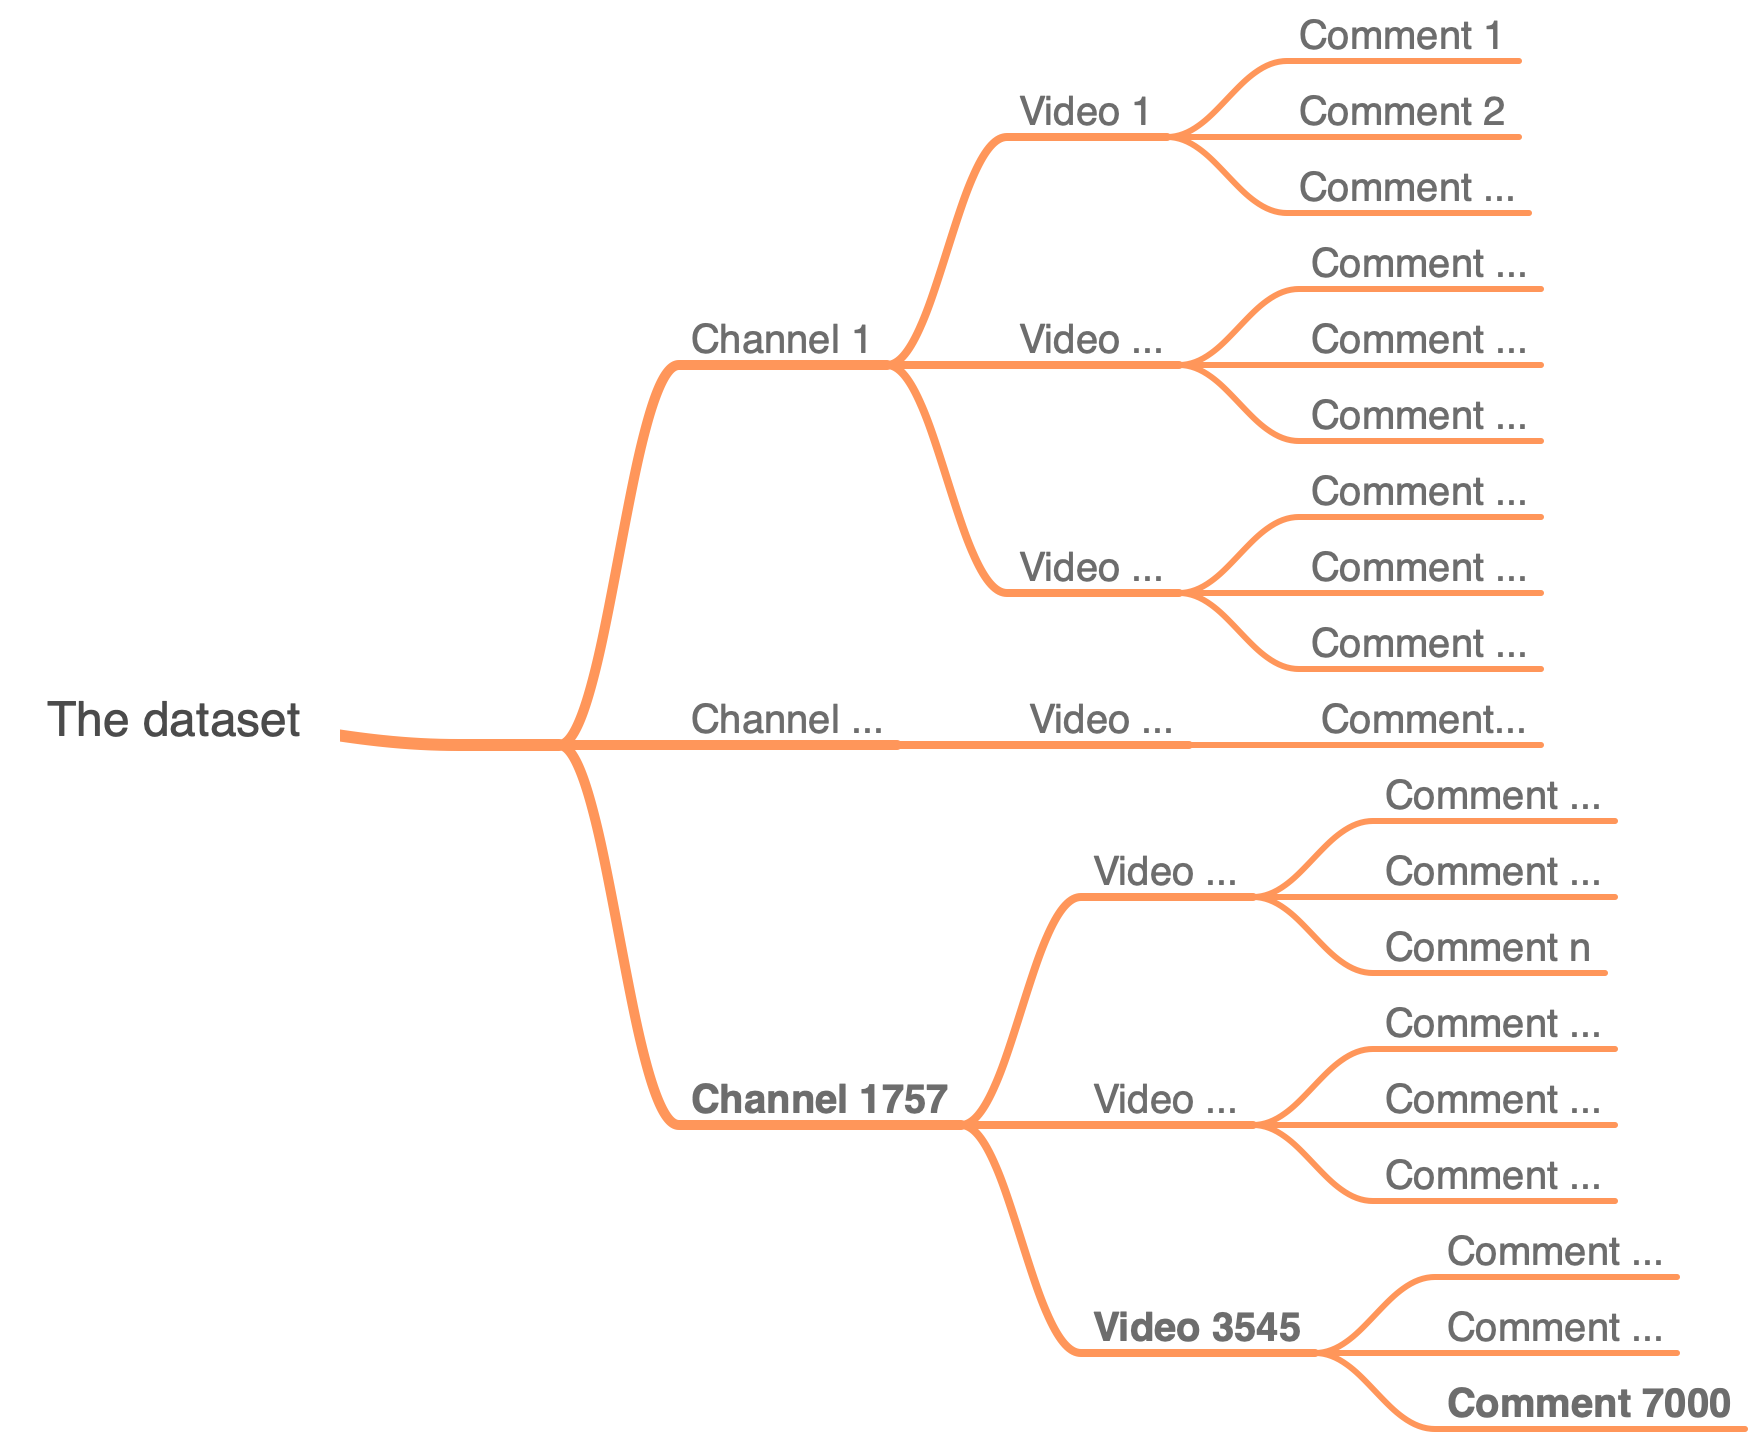 The dataset
Channel 1
Video 1
Comment 1
Comment 2
Comment ...
Video ...
Comment ...
Comment ...
Comment ...
Video ...
Comment ...
Comment ...
Comment ...
Channel ...
Video ...
Comment...
Channel 1757
Video ...
Comment ...
Comment ...
Comment n
Video ...
Comment ...
Comment ...
Comment ...
Video 3545
Comment ...
Comment ...
Comment 7000